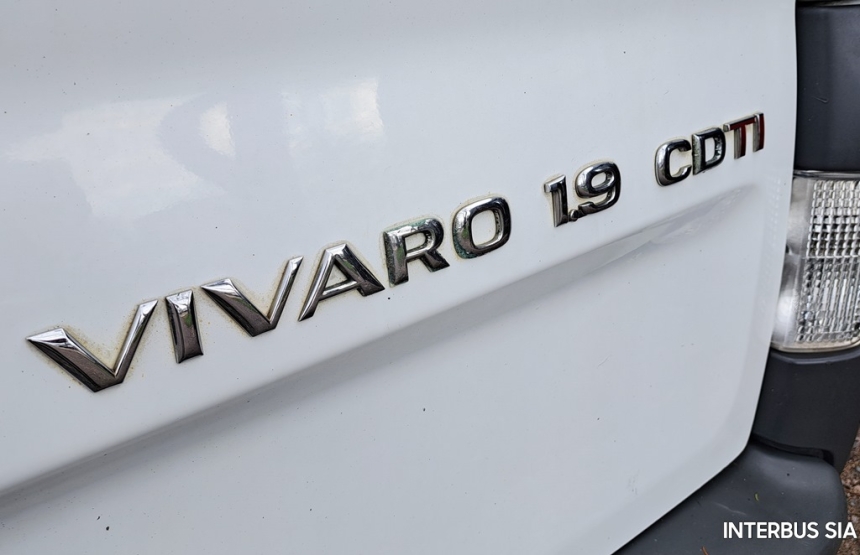 VIVARO 1.9 CDTI
INTERBUS SIA